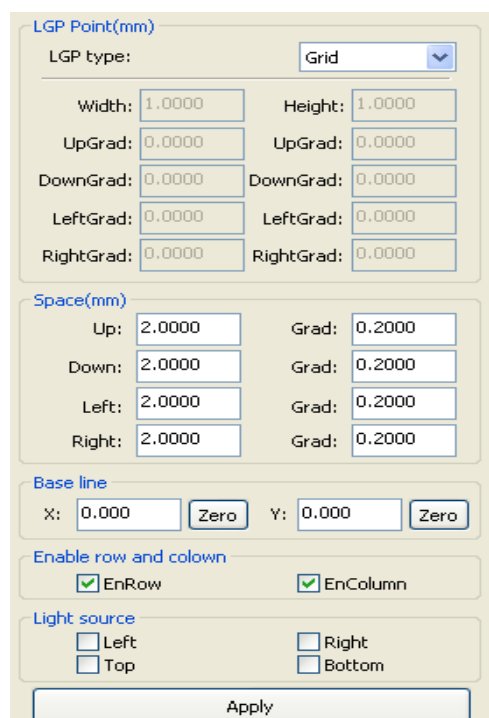 LGP Point(mm)
LGP type: Grid
Width: 1.0000 Height: 1.0000
UpGrad: 0.0000 UpGrad: 0.0000
DownGrad: 0.0000 DownGrad: 0.0000
LeftGrad: 0.0000 LeftGrad: 0.0000
RightGrad: 0.0000 RightGrad: 0.0000
Space(mm)
Up: 2.0000 Grad: 0.2000
Down: 2.0000 Grad: 0.2000
Left: 2.0000 Grad: 0.2000
Right: 2.0000 Grad: 0.2000
Base line
X: 0.000 Zero Y: 0.000 Zero
Enable row and colown
EnRow EnColumn
Light source
Left Right
Top Bottom
Apply